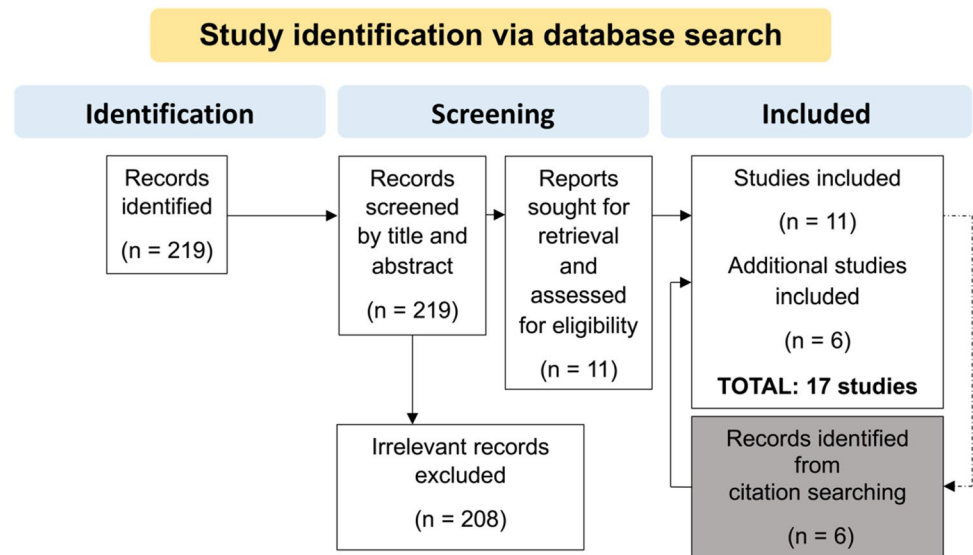 Study identification via database search
Identification
Screening
Included
Records
identified
(n = 219)
Records
screened
by title and
abstract
(n = 219)
Reports
sought for
retrieval
and
assessed
for eligibility
(n = 11)
Studies included
(n = 11)
Additional studies
included
(n = 6)
TOTAL: 17 studies
Irrelevant records
excluded
(n = 208)
Records identified
from
citation searching
(n = 6)